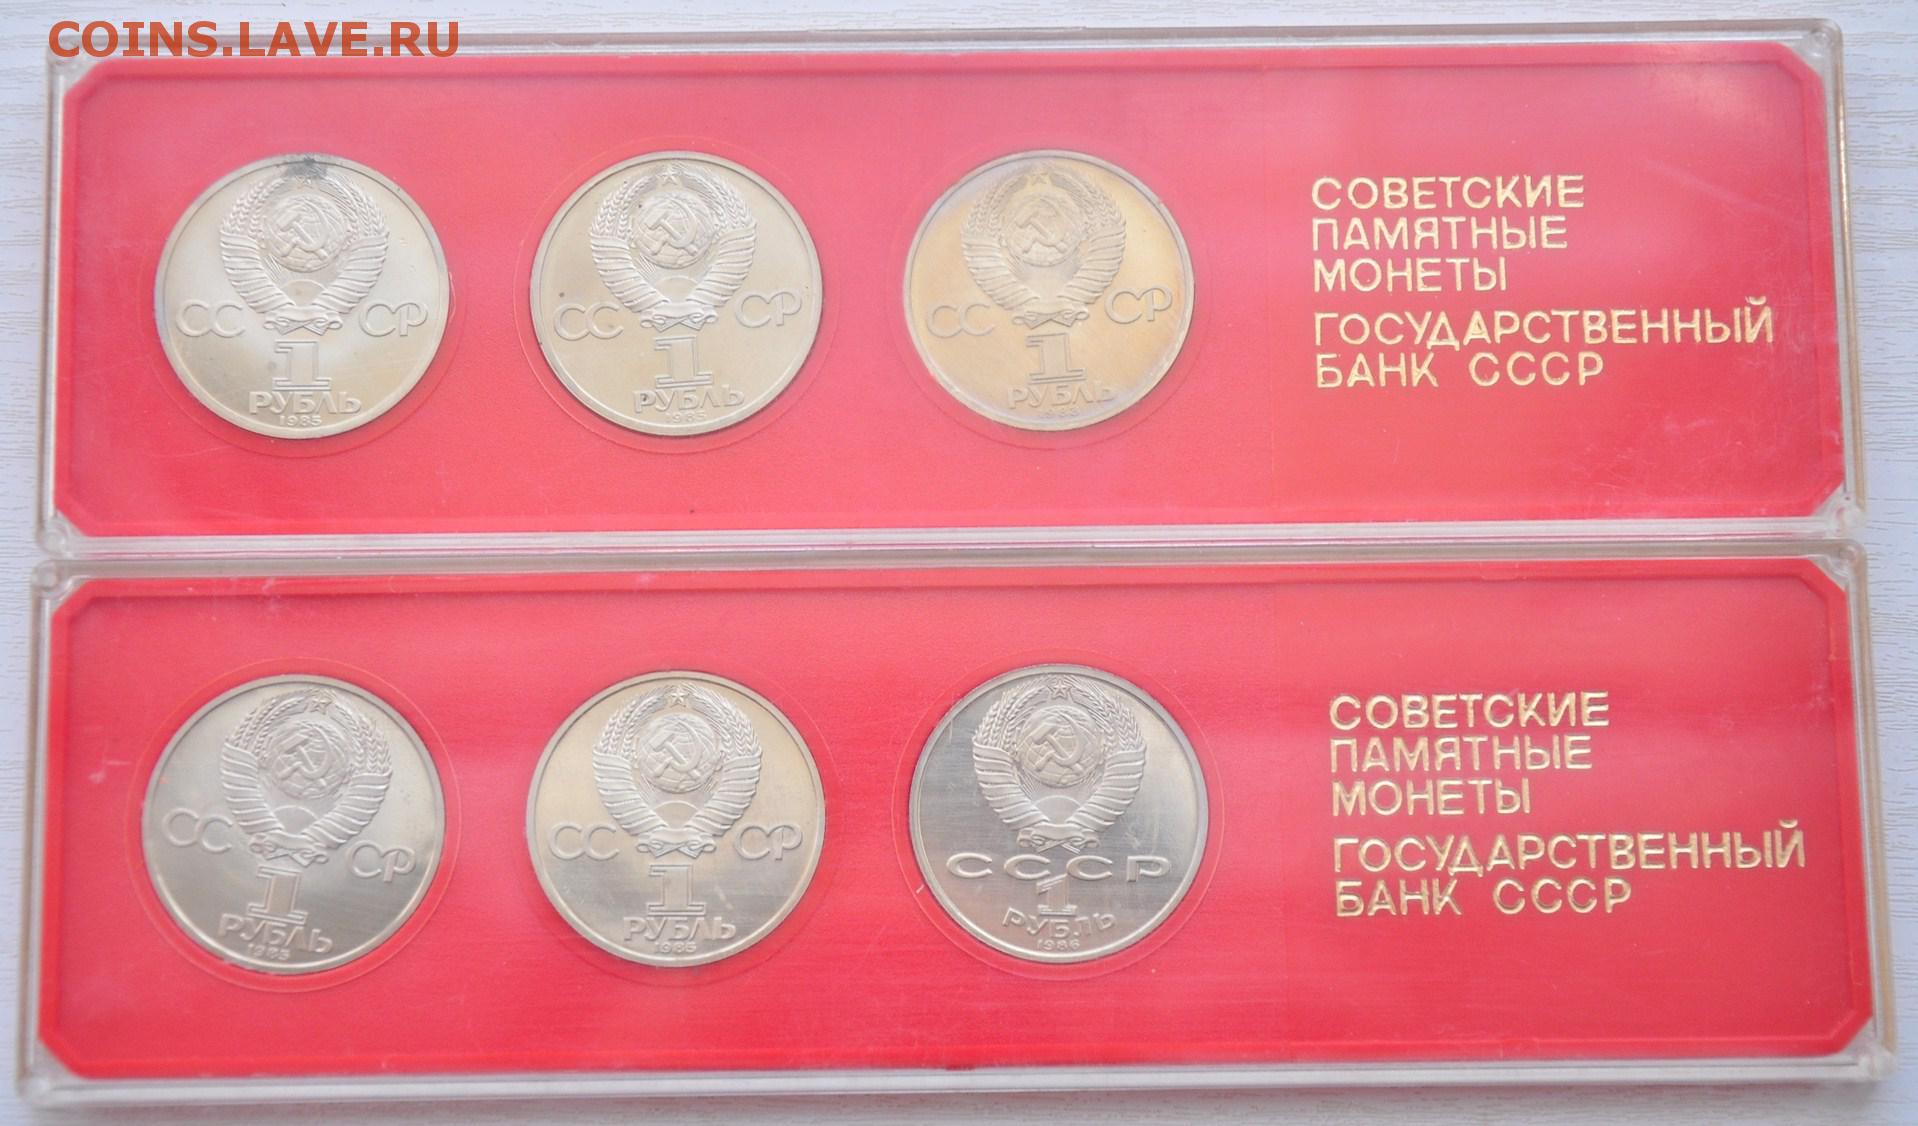 COINS.LAVE.RU
СС СР
1
РУБЛЬ
1985
СС СР
1
РУБЛЬ
1985
СС СР
1
РУБЛЬ
1983
СОВЕТСКИЕ
ПАМЯТНЫЕ
МОНЕТЫ
ГОСУДАРСТВЕННЫЙ
БАНК СССР
СС СР
1
РУБЛЬ
1985
СС СР
1
РУБЛЬ
1985
СССР
1
РУБЛЬ
1986
СОВЕТСКИЕ
ПАМЯТНЫЕ
МОНЕТЫ
ГОСУДАРСТВЕННЫЙ
БАНК СССР